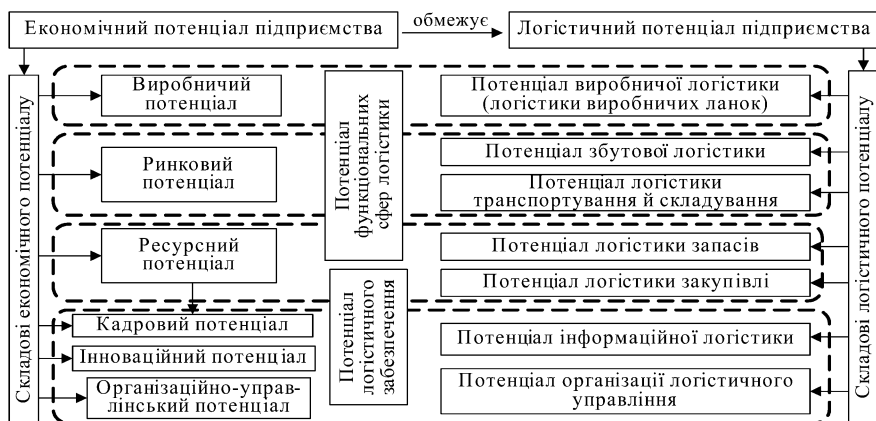 Економічний потенціал підприємства
обмежує
Логістичний потенціал підприємства
Складові економічного потенціалу
Виробничий
потенціал
Ринковий
потенціал
Ресурсний
потенціал
Кадровий потенціал
Інноваційний потенціал
Організаційно-управ-
лінський потенціал
Потенціал
функціональних
сфер логістики
Потенціал
логістичного
забезпечення
Потенціал виробничої логістики
(логістики виробничих ланок)
Потенціал збутової логістики
Потенціал логістики
транспортування й складування
Потенціал логістики запасів
Потенціал логістики закупівлі
Потенціал інформаційної логістики
Потенціал організації логістичного
управління
Складові логістичного потенціалу